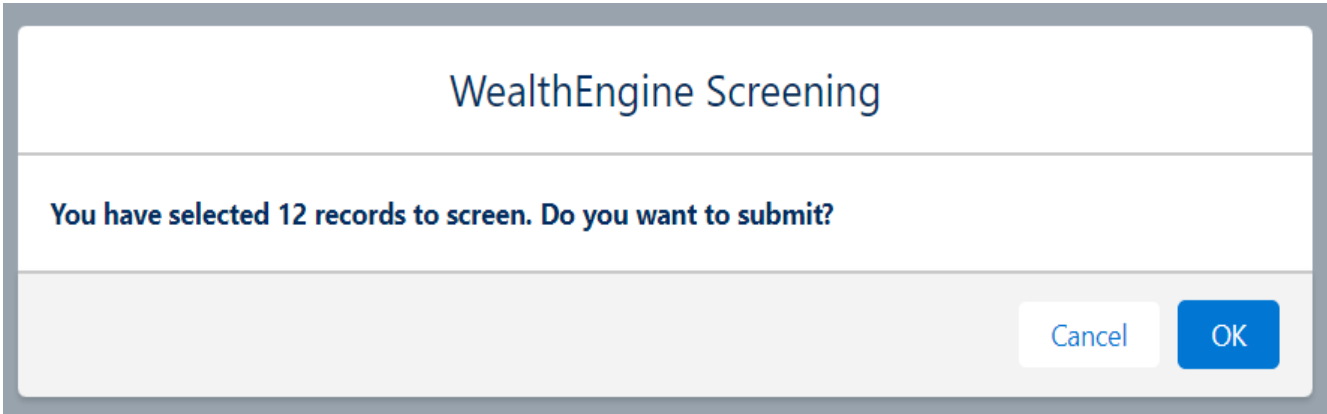 WealthEngine Screening
You have selected 12 records to screen. Do you want to submit?
Cancel
OK